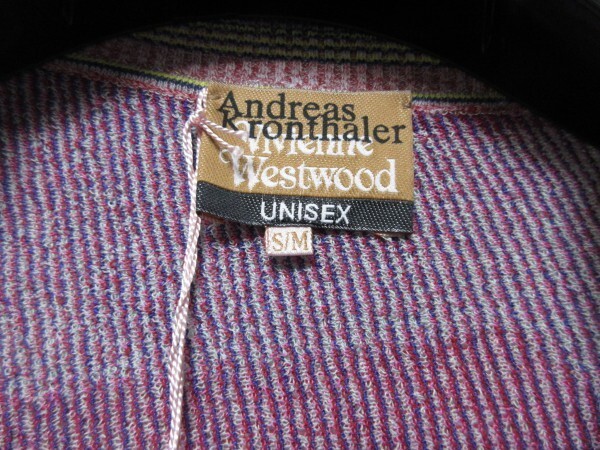 Andreas
Kronthaler
Vivienne
Westwood
UNISEX
S/M